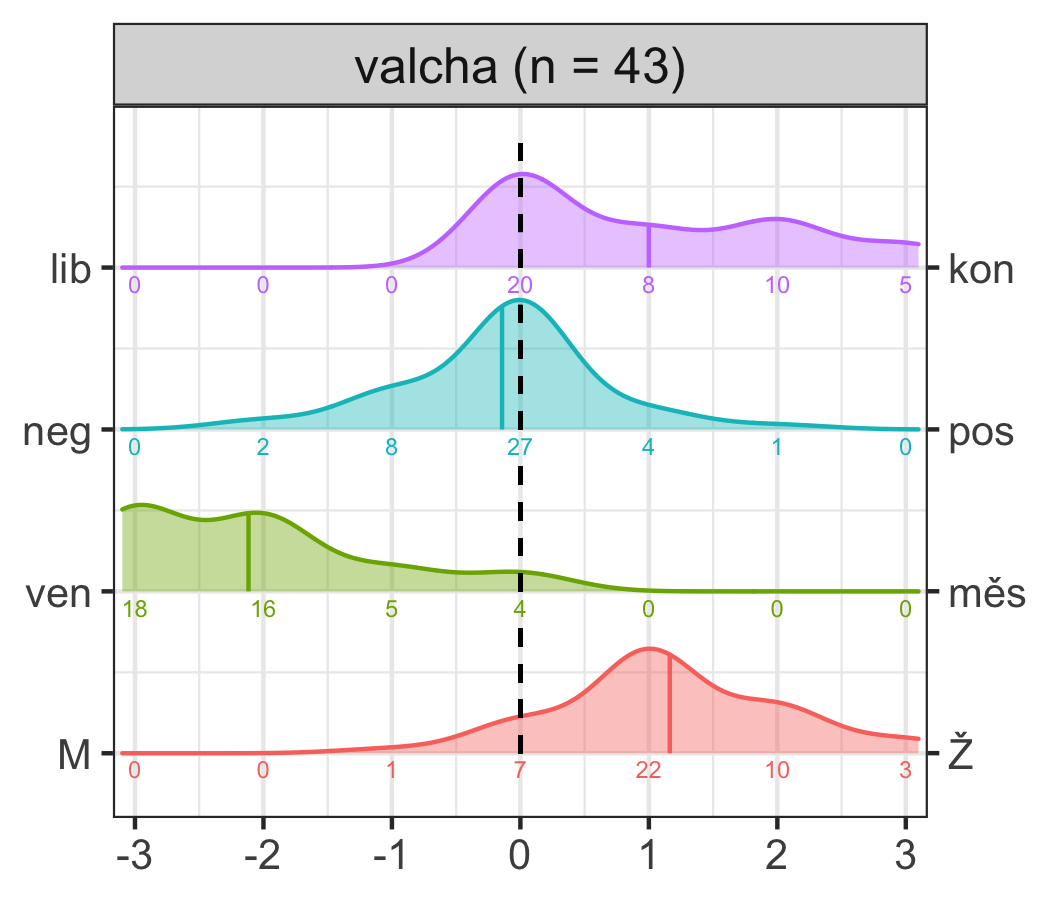 valcha (n = 43)
lib kon
0 0 0 20 8 10 5
neg pos
0 2 8 27 4 1 0
ven měs
18 16 5 4 0 0 0
M Ž
0 0 1 7 22 10 3
-3 -2 -1 0 1 2 3